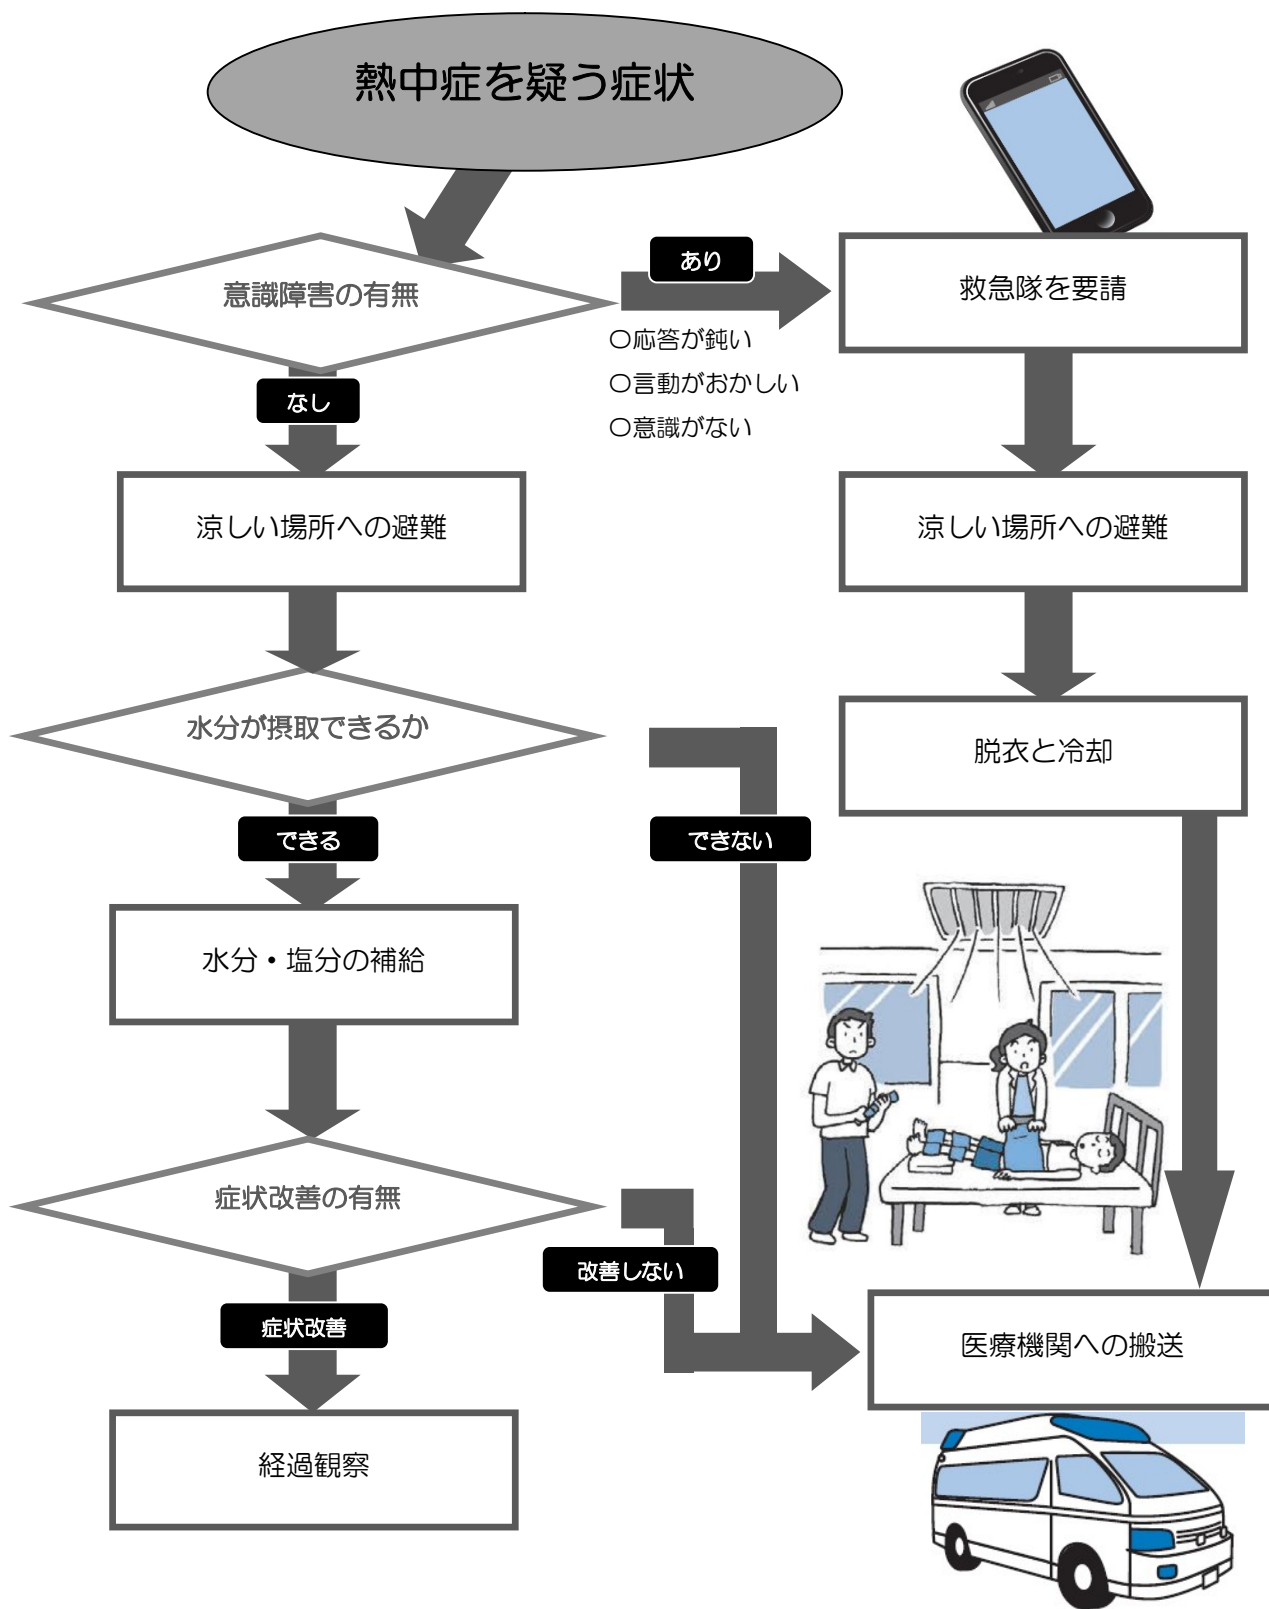 熱中症を疑う症状
意識障害の有無
あり
救急隊を要請
〇応答が鈍い
〇言動がおかしい
〇意識がない
なし
涼しい場所への避難
涼しい場所への避難
水分が摂取できるか
脱衣と冷却
できる
できない
水分・塩分の補給
症状改善の有無
改善しない
症状改善
医療機関への搬送
経過観察